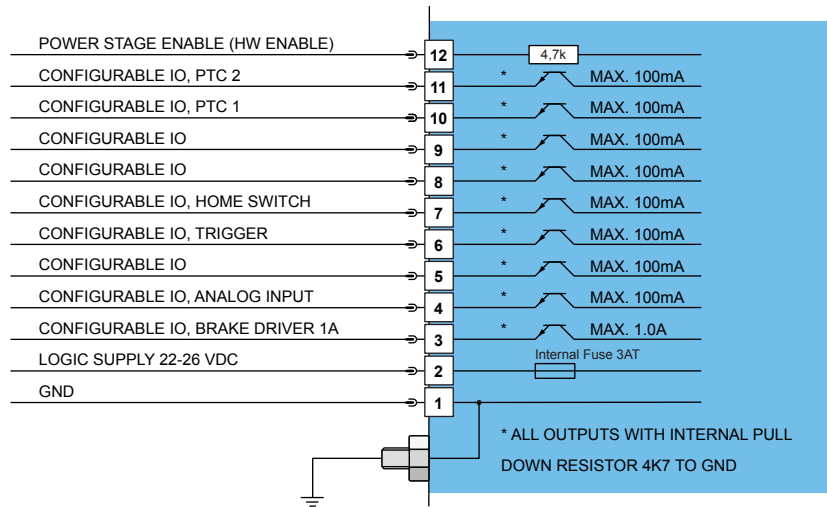 POWER STAGE ENABLE (HW ENABLE) 12 4,7k
CONFIGURABLE IO, PTC 2 11 * MAX. 100mA
CONFIGURABLE IO, PTC 1 10 * MAX. 100mA
CONFIGURABLE IO 9 * MAX. 100mA
CONFIGURABLE IO 8 * MAX. 100mA
CONFIGURABLE IO, HOME SWITCH 7 * MAX. 100mA
CONFIGURABLE IO, TRIGGER 6 * MAX. 100mA
CONFIGURABLE IO 5 * MAX. 100mA
CONFIGURABLE IO, ANALOG INPUT 4 * MAX. 100mA
CONFIGURABLE IO, BRAKE DRIVER 1A 3 * MAX. 1.0A
LOGIC SUPPLY 22-26 VDC 2 Internal Fuse 3AT
GND 1
* ALL OUTPUTS WITH INTERNAL PULL
DOWN RESISTOR 4K7 TO GND